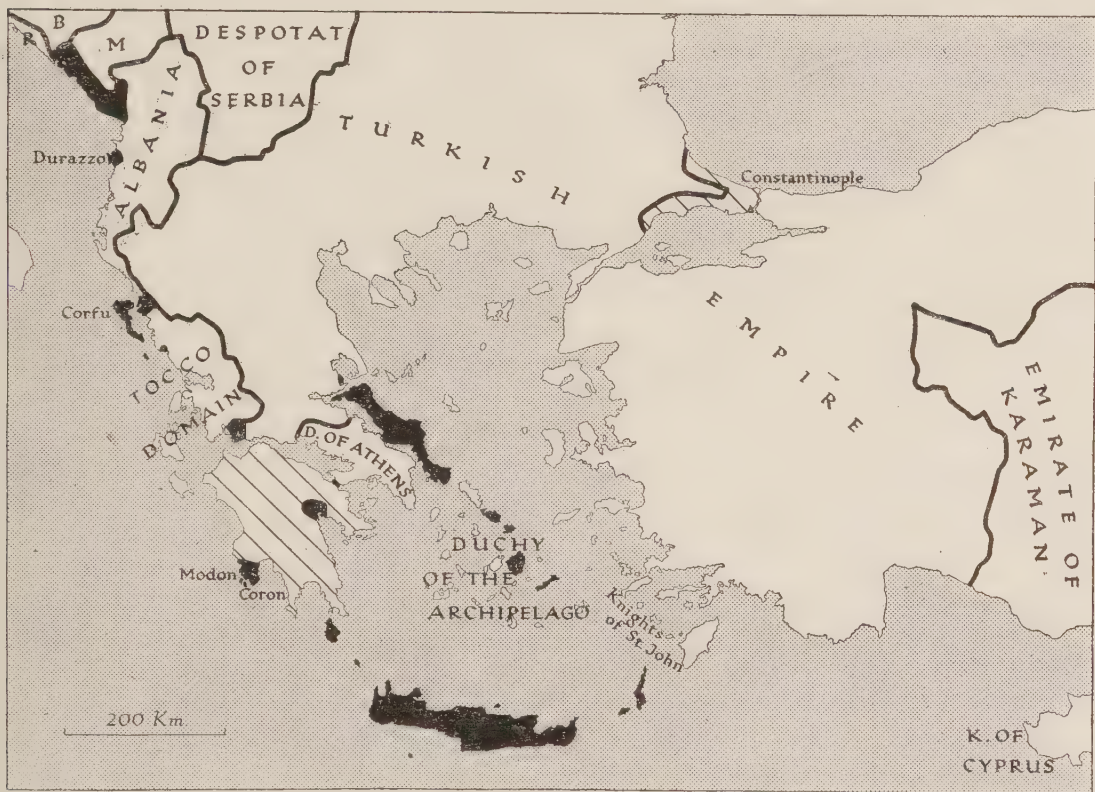 B
R
M
DESPOTAT
OF
SERBIA
ALBANIA
Durazzo
TURKISH
Constantinople
EMPIRE
Corfu
TOCCO
DOMAIN
D. OF ATHENS
EMIRATE OF
KARAMAN
Modon
Coron
DUCHY
OF THE
ARCHIPELAGO
Knights
of St. John
200 Km.
K. OF
CYPRUS